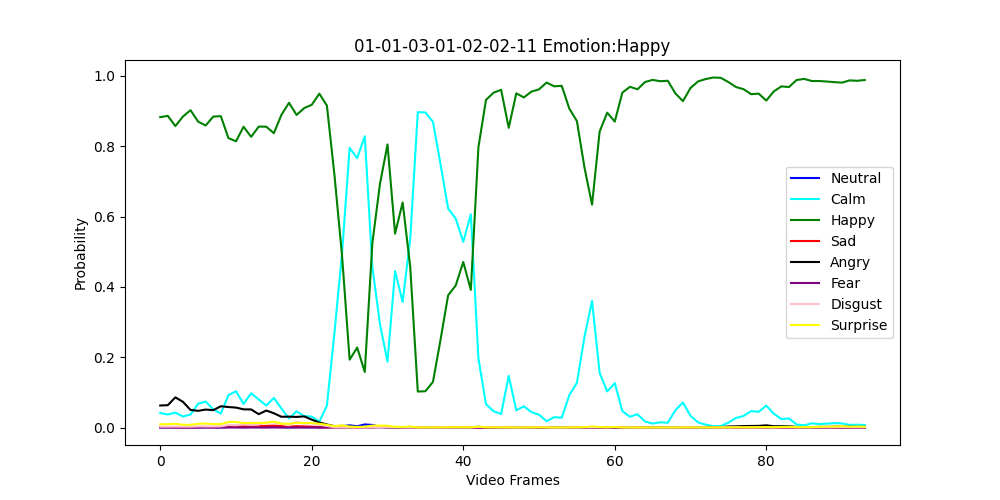 01-01-03-01-02-02-11 Emotion:Happy
1.0
0.8
0.6
0.4
0.2
0.0
Probability
0
20
40
60
80
Video Frames
Neutral
Calm
Happy
Sad
Angry
Fear
Disgust
Surprise